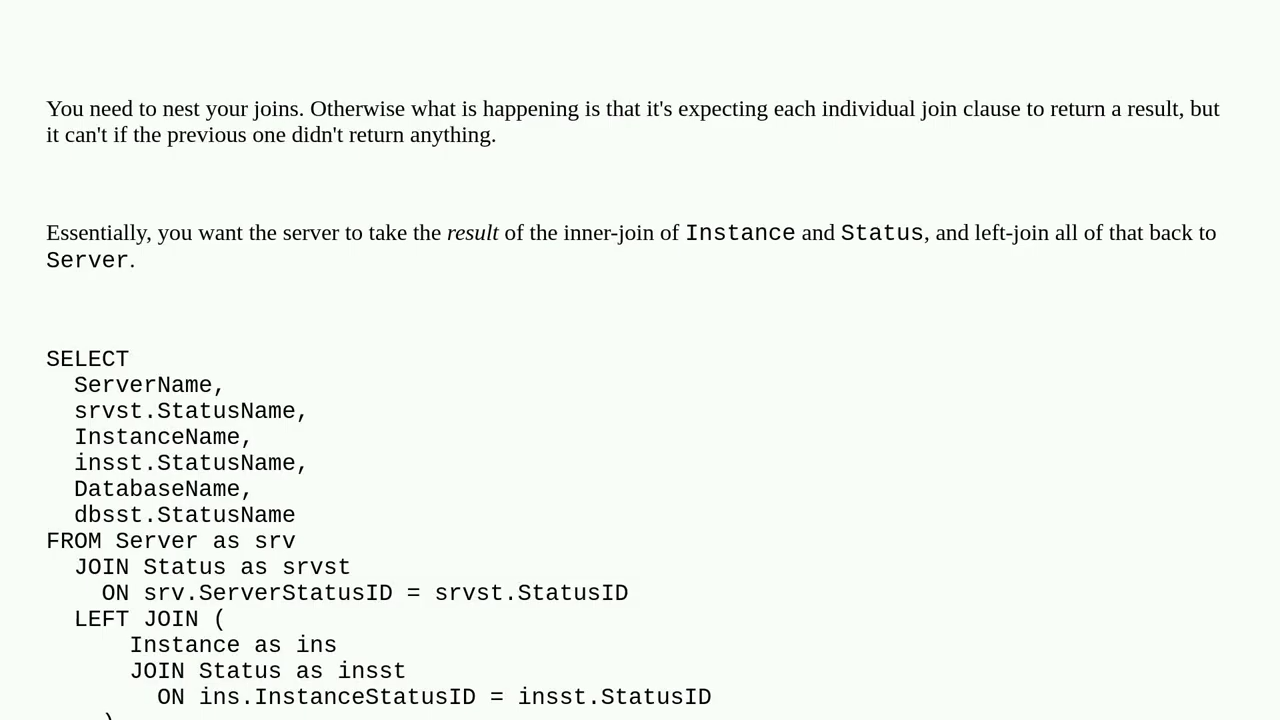 You need to nest your joins. Otherwise what is happening is that it's expecting each individual join clause to return a result, but
it can't if the previous one didn't return anything.
Essentially, you want the server to take the result of the inner-join of Instance and Status, and left-join all of that back to
Server.
SELECT
  ServerName,
  srvst.StatusName,
  InstanceName,
  insst.StatusName,
  DatabaseName,
  dbsst.StatusName
FROM Server as srv
  JOIN Status as srvst
    ON srv.ServerStatusID = srvst.StatusID
  LEFT JOIN (
      Instance as ins
      JOIN Status as insst
        ON ins.InstanceStatusID = insst.StatusID
    )